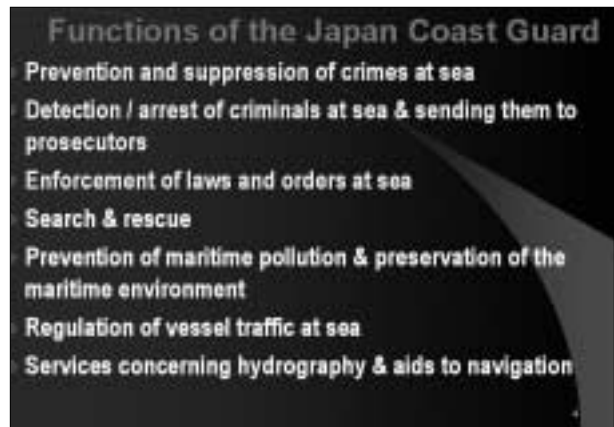 Functions of the Japan Coast Guard
Prevention and suppression of crimes at sea
Detection / arrest of criminals at sea & sending them to
prosecutors
Enforcement of laws and orders at sea
Search & rescue
Prevention of maritime pollution & preservation of the
maritime environment
Regulation of vessel traffic at sea
Services concerning hydrography & aids to navigation